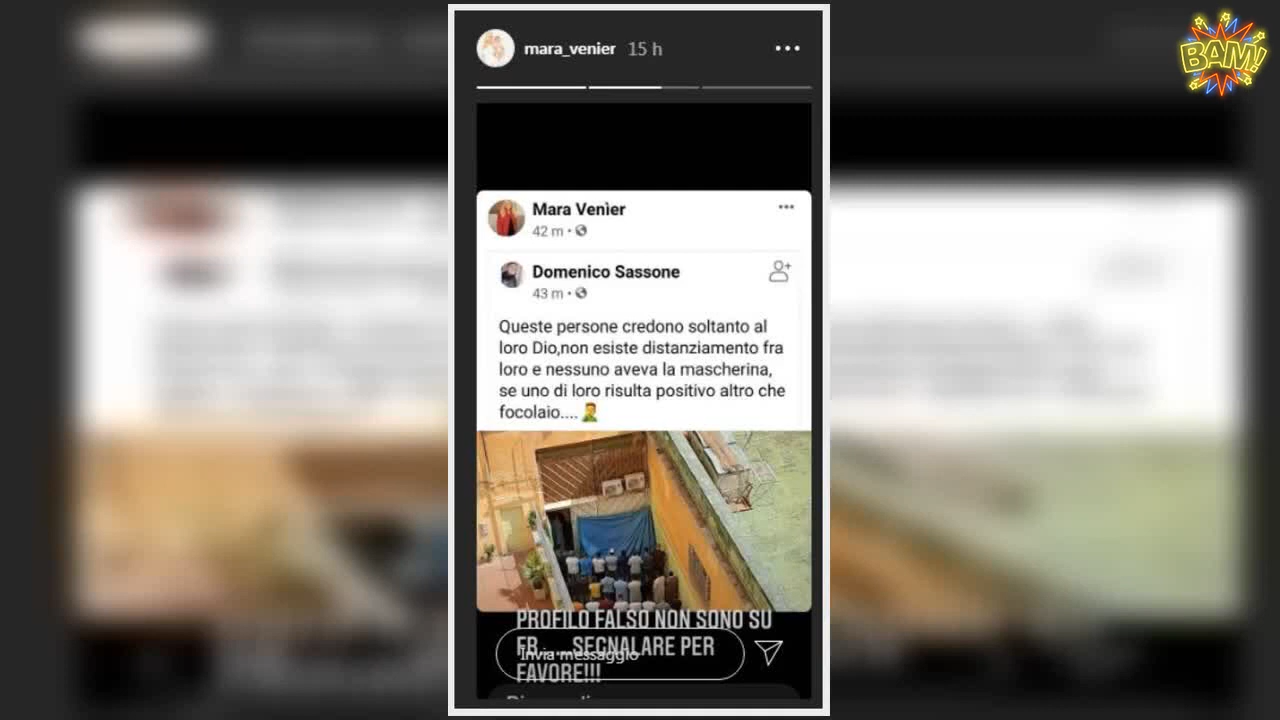 BAM!
mara_venier 15 h
Mara Venìer
42 m
Domenico Sassone
43 m
Queste persone credono soltanto al
loro Dio,non esiste distanziamento fra
loro e nessuno aveva la mascherina,
se uno di loro risulta positivo altro che
focolaio....
PROFILO FALSO NON SONO SU
FB.....SEGNALARE PER
Invia messaggio
FAVORE!!!